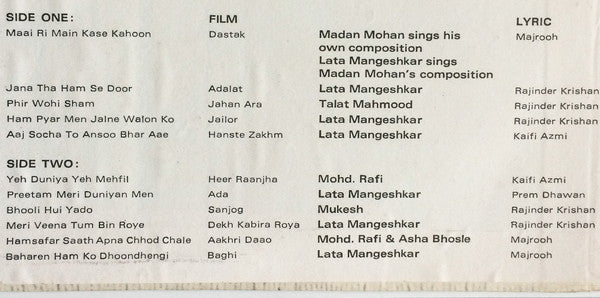 SIDE ONE: FILM LYRIC
Maai Ri Main Kase Kahoon Dastak Madan Mohan sings his Majrooh
own composition
Lata Mangeshkar sings
Madan Mohan's composition
Jana Tha Ham Se Door Adalat Lata Mangeshkar Rajinder Krishan
Phir Wohi Sham Jahan Ara Talat Mahmood Rajinder Krishan
Ham Pyar Men Jalne Walon Ko Jailor Lata Mangeshkar Rajinder Krishan
Aaj Socha To Ansoo Bhar Aae Hanste Zakhm Lata Mangeshkar Kaifi Azmi
SIDE TWO:
Yeh Duniya Yeh Mehfil Heer Raanjha Mohd. Rafi Kaifi Azmi
Preetam Meri Duniyan Men Ada Lata Mangeshkar Prem Dhawan
Bhooli Hui Yado Sanjog Mukesh Rajinder Krishan
Meri Veena Tum Bin Roye Dekh Kabira Roya Lata Mangeshkar Rajinder Krishan
Hamsafar Saath Apna Chhod Chale Aakhri Daao Mohd. Rafi & Asha Bhosle Majrooh
Baharen Ham Ko Dhoondhengi Baghi Lata Mangeshkar Majrooh